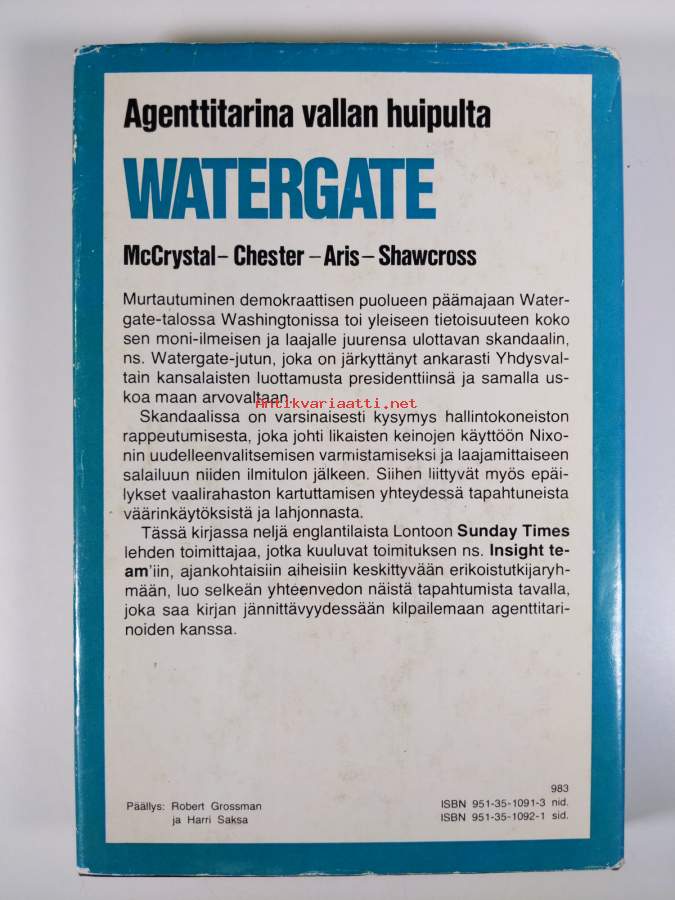 Agenttitarina vallan huipulta
WATERGATE
McCrystal – Chester – Aris – Shawcross
Murtautuminen demokraattisen puolueen päämajaan Water-
gate-talossa Washingtonissa toi yleiseen tietoisuuteen koko
sen moni-ilmeisen ja laajalle juurensa ulottavan skandaalin,
ns. Watergate-jutun, joka on järkyttänyt ankarasti Yhdysval-
tain kansalaisten luottamusta presidenttiinsä ja samalla us-
koa maan arvovaltaan.
Antikvariaatti.net
Skandaalissa on varsinaisesti kysymys hallintokoneiston
rappeutumisesta, joka johti likaisten keinojen käyttöön Nixo-
nin uudelleenvalitsemisen varmistamiseksi ja laajamittaiseen
salailuun niiden ilmitulon jälkeen. Siihen liittyvät myös epäi-
lykset vaalirahaston kartuttamisen yhteydessä tapahtuneista
väärinkäytöksistä ja lahjonnasta.
Tässä kirjassa neljä englantilaista Lontoon Sunday Times
lehden toimittajaa, jotka kuuluvat toimituksen ns. Insight te-
am'iin, ajankohtaisiin aiheisiin keskittyvään erikoistutkijaryh-
mään, luo selkeän yhteenvedon näistä tapahtumista tavalla,
joka saa kirjan jännittävyydessään kilpailemaan agenttitari-
noiden kanssa.
983
Päällys: Robert Grossman
ja Harri Saksa
ISBN 951-35-1091-3 nid.
ISBN 951-35-1092-1 sid.